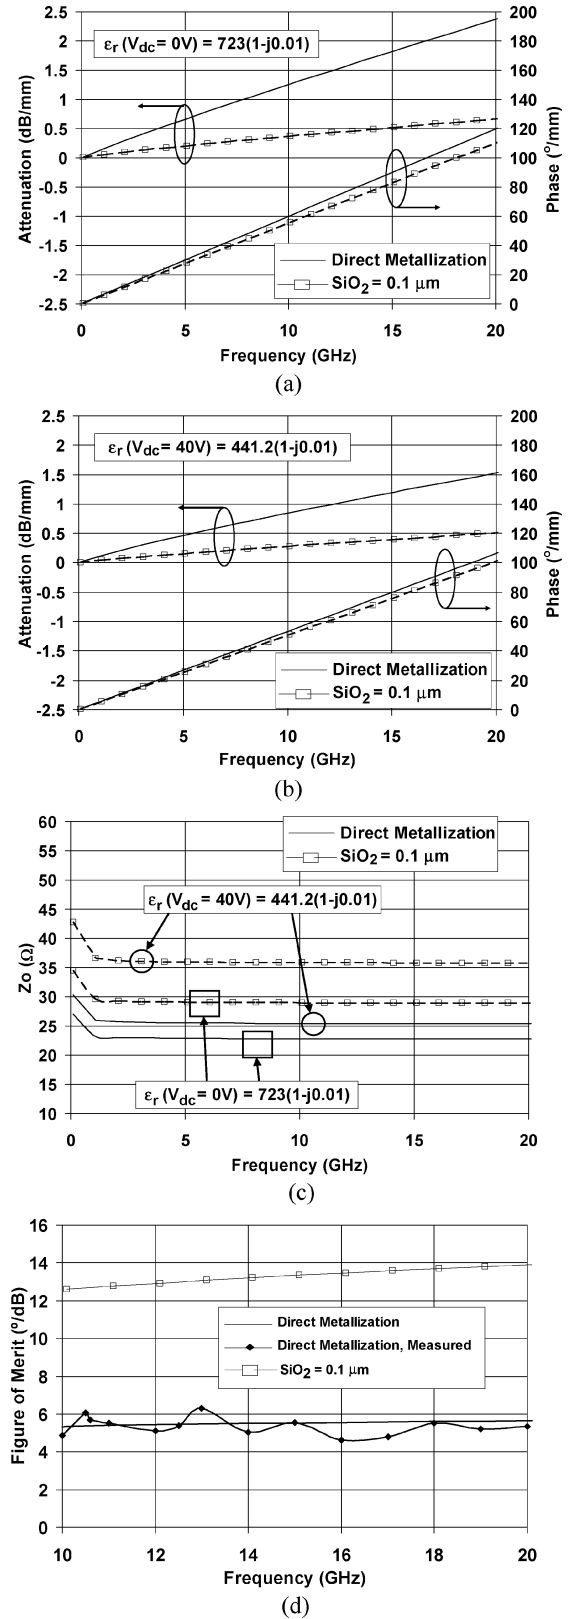 2.5
2
1.5
1
0.5
0
-0.5
-1
-1.5
-2
-2.5
Attenuation (dB/mm)
εr (Vdc = 0V) = 723(1-j0.01)
Direct Metallization
SiO2 = 0.1 μm
200
180
160
140
120
100
80
60
40
20
0
Phase (o/mm)
0 5 10 15 20
Frequency (GHz)
(a)
2.5
2
1.5
1
0.5
0
-0.5
-1
-1.5
-2
-2.5
Attenuation (dB/mm)
εr (Vdc = 40V) = 441.2(1-j0.01)
Direct Metallization
SiO2 = 0.1 μm
200
180
160
140
120
100
80
60
40
20
0
Phase (o/mm)
0 5 10 15 20
Frequency (GHz)
(b)
60
55
50
45
40
35
30
25
20
15
10
Zo (Ω)
Direct Metallization
SiO2 = 0.1 μm
εr (Vdc = 40V) = 441.2(1-j0.01)
εr (Vdc = 0V) = 723(1-j0.01)
0 5 10 15 20
Frequency (GHz)
(c)
16
14
12
10
8
6
4
2
0
Figure of Merit (º/dB)
Direct Metallization
Direct Metallization, Measured
SiO2 = 0.1 μm
10 12 14 16 18 20
Frequency (GHz)
(d)